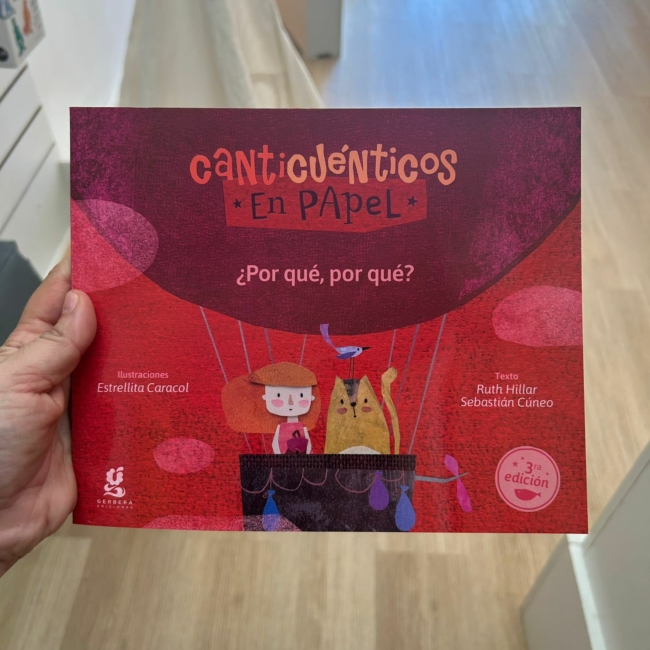 canticuénticos
En Papel
¿Por qué, por qué?
Ilustraciones
Estrellita Caracol
Texto
Ruth Hillar
Sebastián Cúneo
3ra
edición
GERBERA
EDICIONES